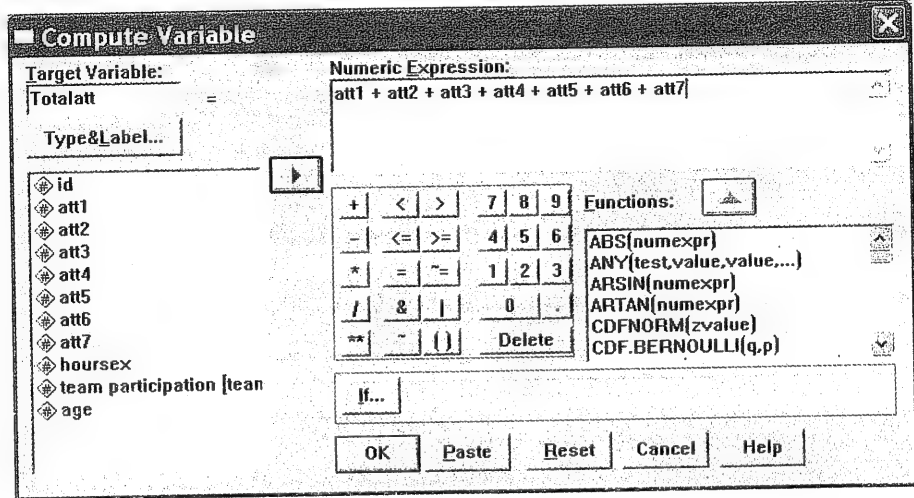 Compute Variable
Target Variable:
Totalatt
=
Numeric Expression:
att1 + att2 + att3 + att4 + att5 + att6 + att7
Type&Label...
id
att1
att2
att3
att4
att5
att6
att7
hoursex
team participation [tean
age
+ < > 7 8 9
- <= >= 4 5 6
* = ~= 1 2 3
/ & | 0 .
** ~ ( ) Delete
Functions:
ABS(numexpr)
ANY(test,value,value,...)
ARSIN(numexpr)
ARTAN(numexpr)
CDFNORM(zvalue)
CDF.BERNOULLI(q,p)
If...
OK Paste Reset Cancel Help